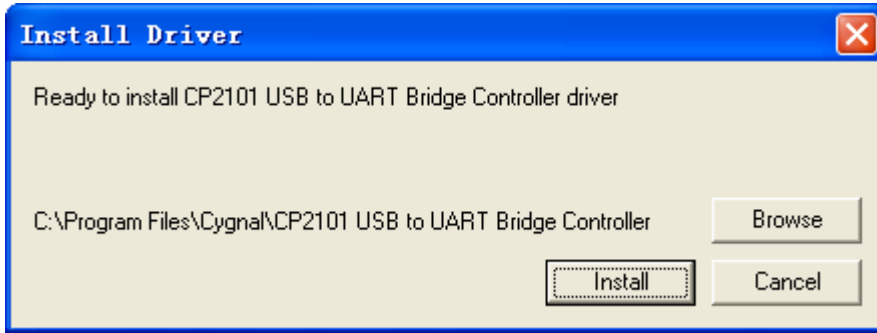 Install Driver
Ready to install CP2101 USB to UART Bridge Controller driver
C:\Program Files\Cygnal\CP2101 USB to UART Bridge Controller
Browse
Install
Cancel